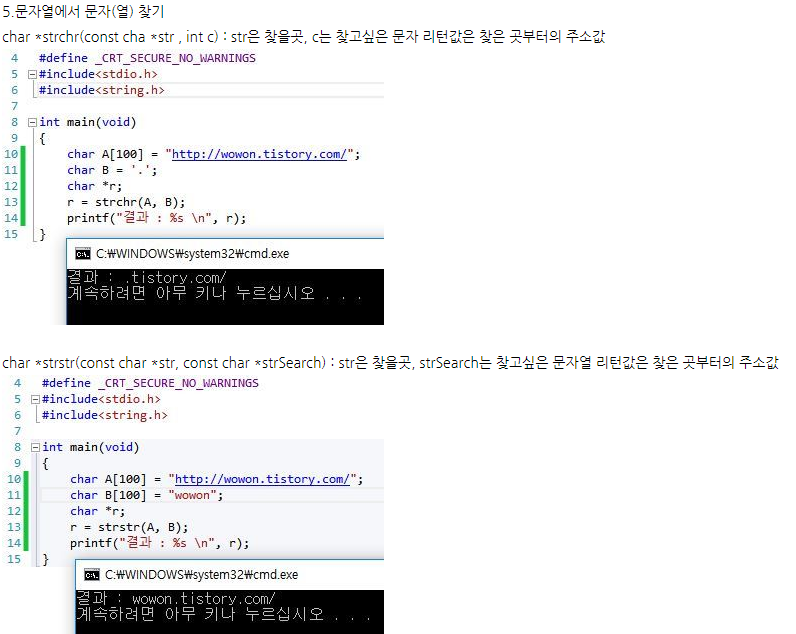 5.문자열에서 문자(열) 찾기
char *strchr(const cha *str , int c) : str은 찾을곳, c는 찾고싶은 문자 리턴값은 찾은 곳부터의 주소값
4 #define _CRT_SECURE_NO_WARNINGS
5 #include<stdio.h>
6 #include<string.h>
7
8 int main(void)
9 {
10 char A[100] = "http://wowon.tistory.com/";
11 char B = '.';
12 char *r;
13 r = strchr(A, B);
14 printf("결과 : %s \n", r);
15 }
C:₩WINDOWS₩system32₩cmd.exe
결과 : .tistory.com/
계속하려면 아무 키나 누르십시오 . . .
char *strstr(const char *str, const char *strSearch) : str은 찾을곳, strSearch는 찾고싶은 문자열 리턴값은 찾은 곳부터의 주소값
4 #define _CRT_SECURE_NO_WARNINGS
5 #include<stdio.h>
6 #include<string.h>
7
8 int main(void)
9 {
10 char A[100] = "http://wowon.tistory.com/";
11 char B[100] = "wowon";
12 char *r;
13 r = strstr(A, B);
14 printf("결과 : %s \n", r);
15 }
C:₩WINDOWS₩system32₩cmd.exe
결과 : wowon.tistory.com/
계속하려면 아무 키나 누르십시오 . . .